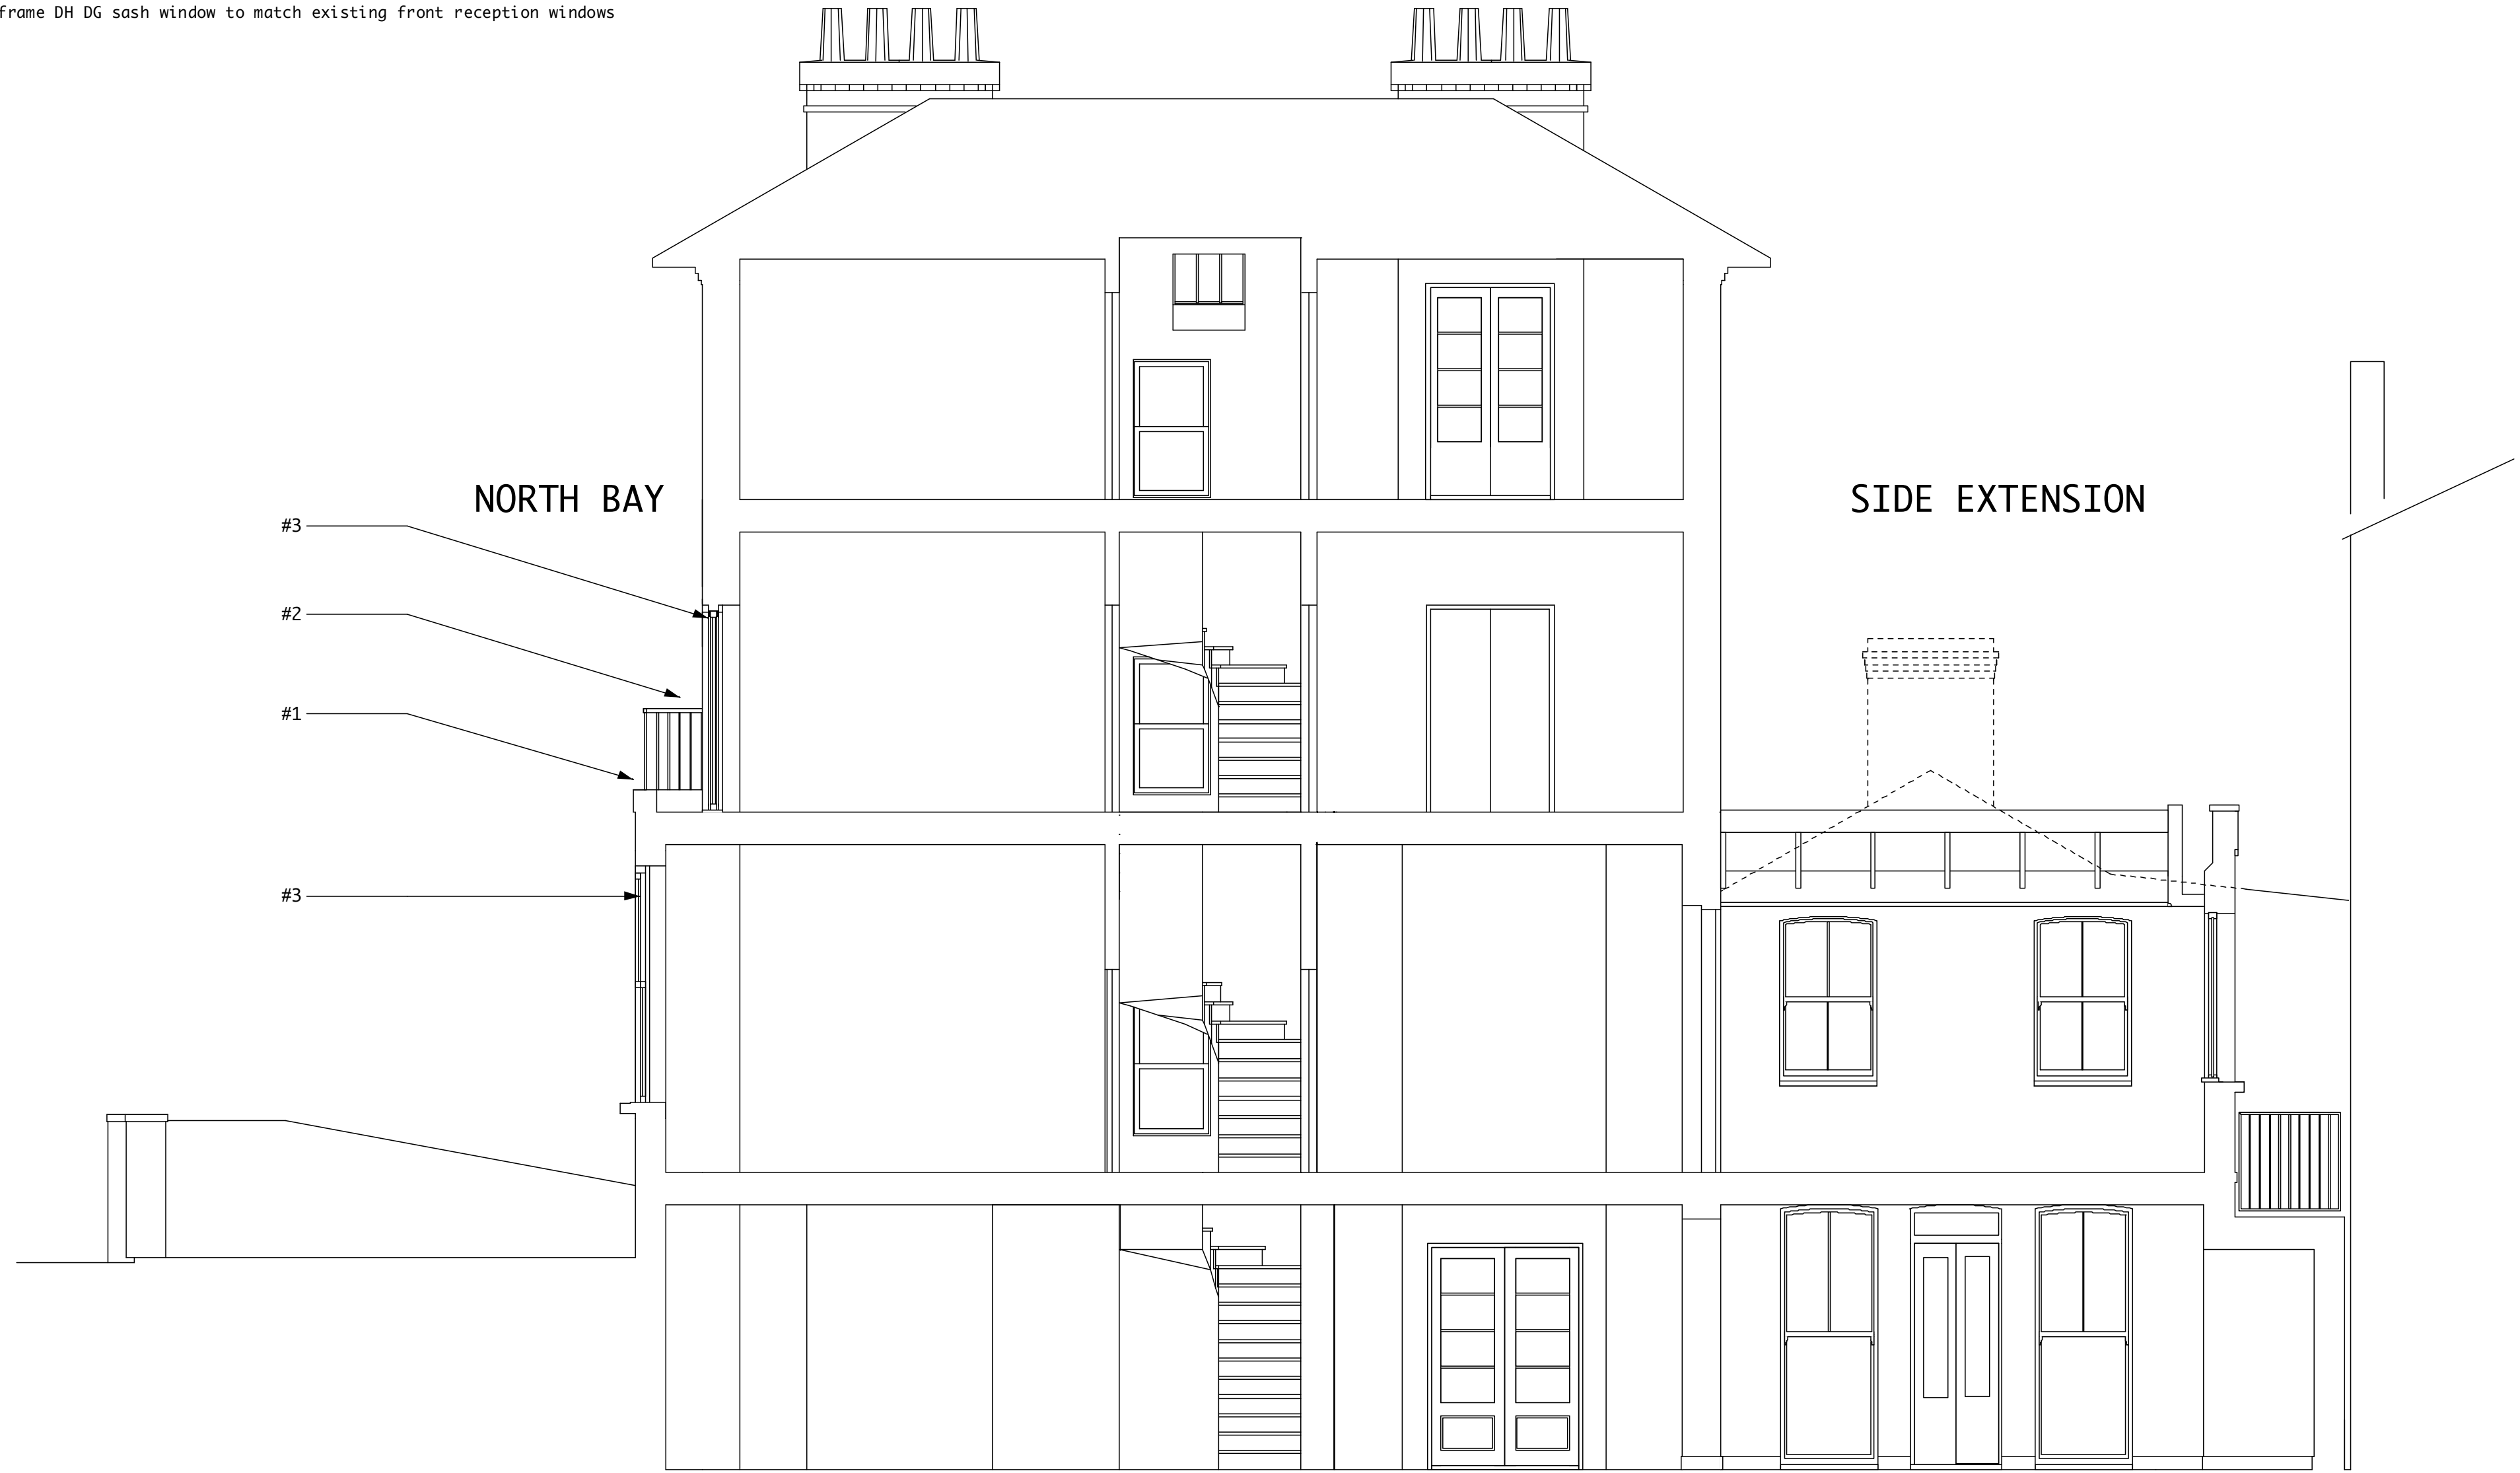 frame DH DG sash window to match existing front reception windows
NORTH BAY
SIDE EXTENSION
#3
#2
#1
#3